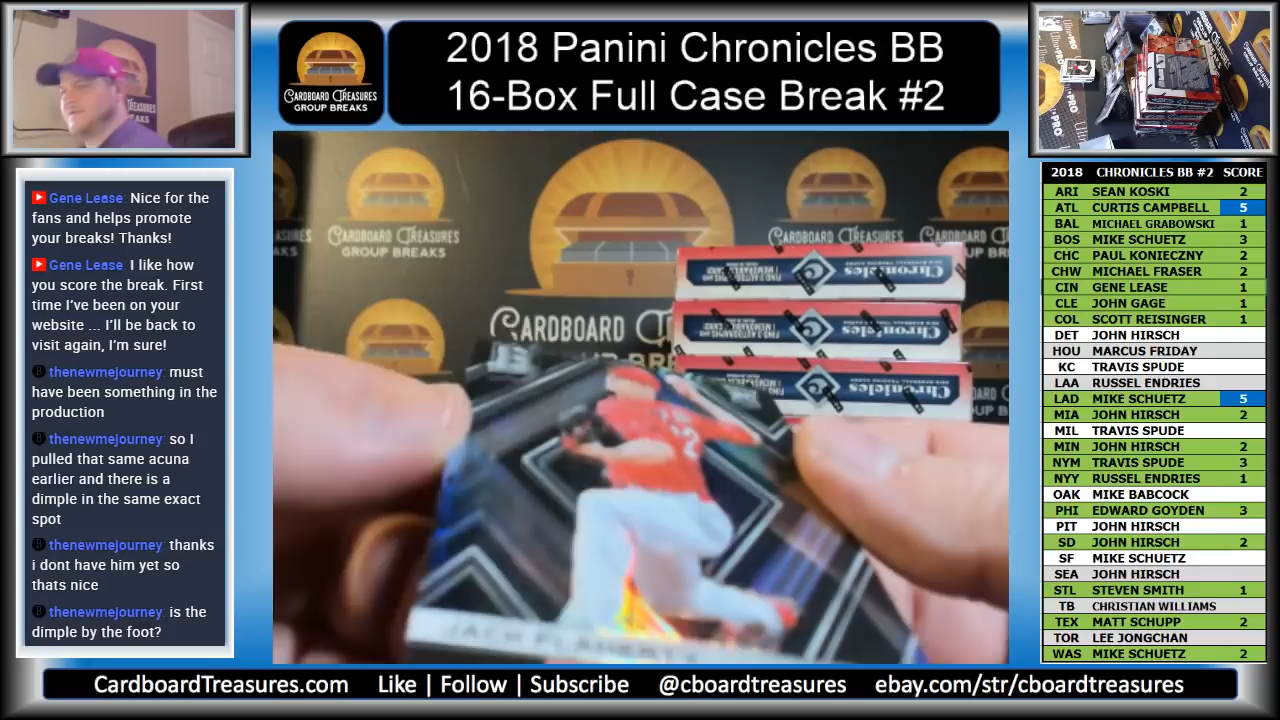 2018 Panini Chronicles BB
16-Box Full Case Break #2
CARDBOARD TREASURES
GROUP BREAKS
Gene Lease: Nice for the
fans and helps promote
your breaks! Thanks!
Gene Lease: I like how
you score the break. First
time I've been on your
website ... I'll be back to
visit again, I'm sure!
thenewmejourney: must
have been something in the
production
thenewmejourney: so I
pulled that same acuna
earlier and there is a
dimple in the same exact
spot
thenewmejourney: thanks
i dont have him yet so
thats nice
thenewmejourney: is the
dimple by the foot?
CARDBOARD TREASURES
GROUP BREAKS
CARDBOARD TREASURES
GROUP BREAKS
CARDBOARD
Chronicles
Chronicles
Chronicles
JACK FLAHERTY
2018 CHRONICLES BB #2 SCORE
ARI SEAN KOSKI 2
ATL CURTIS CAMPBELL 5
BAL MICHAEL GRABOWSKI 1
BOS MIKE SCHUETZ 3
CHC PAUL KONIECZNY 2
CHW MICHAEL FRASER 2
CIN GENE LEASE 1
CLE JOHN GAGE 1
COL SCOTT REISINGER 1
DET JOHN HIRSCH
HOU MARCUS FRIDAY
KC TRAVIS SPUDE
LAA RUSSEL ENDRIES
LAD MIKE SCHUETZ 5
MIA JOHN HIRSCH 2
MIL TRAVIS SPUDE
MIN JOHN HIRSCH 2
NYM TRAVIS SPUDE 3
NYY RUSSEL ENDRIES 1
OAK MIKE BABCOCK
PHI EDWARD GOYDEN 3
PIT JOHN HIRSCH
SD JOHN HIRSCH 2
SF MIKE SCHUETZ
SEA JOHN HIRSCH
STL STEVEN SMITH 1
TB CHRISTIAN WILLIAMS
TEX MATT SCHUPP 2
TOR LEE JONGCHAN
WAS MIKE SCHUETZ 2
CardboardTreasures.com Like | Follow | Subscribe @cboardtreasures ebay.com/str/cboardtreasures